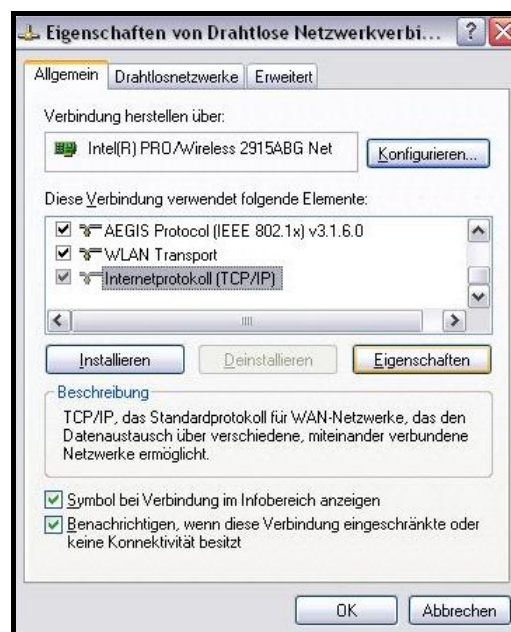 Eigenschaften von Drahtlose Netzwerkverbi...
Allgemein Drahtlosnetzwerke Erweitert
Verbindung herstellen über:
Intel(R) PRO/Wireless 2915ABG Net Konfigurieren...
Diese Verbindung verwendet folgende Elemente:
AEGIS Protocol (IEEE 802.1x) v3.1.6.0
WLAN Transport
Internetprotokoll (TCP/IP)
Installieren Deinstallieren Eigenschaften
Beschreibung
TCP/IP, das Standardprotokoll für WAN-Netzwerke, das den
Datenaustausch über verschiedene, miteinander verbundene
Netzwerke ermöglicht.
Symbol bei Verbindung im Infobereich anzeigen
Benachrichtigen, wenn diese Verbindung eingeschränkte oder
keine Konnektivität besitzt
OK Abbrechen